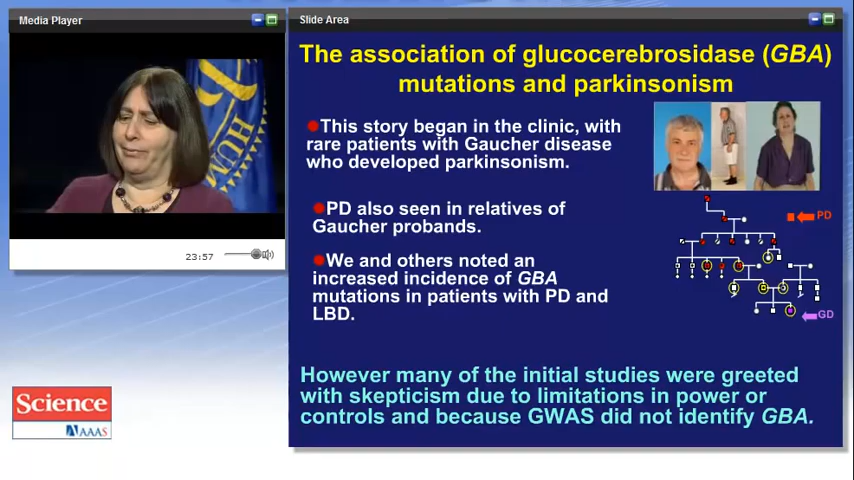 Media Player
Slide Area
The association of glucocerebrosidase (GBA)
mutations and parkinsonism
This story began in the clinic, with
rare patients with Gaucher disease
who developed parkinsonism.
PD also seen in relatives of
Gaucher probands.
We and others noted an
increased incidence of GBA
mutations in patients with PD and
LBD.
PD
GD
However many of the initial studies were greeted
with skepticism due to limitations in power or
controls and because GWAS did not identify GBA.
HUM
23:57
Science
AAAS